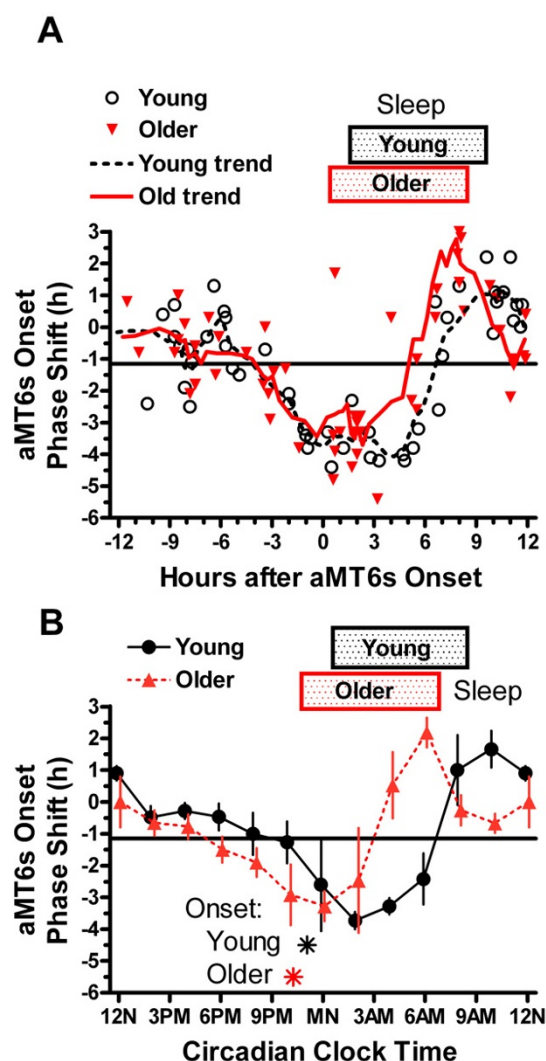 A
Young
Older
Young trend
Old trend
Sleep
Young
Older
aMT6s Onset
Phase Shift (h)
3
2
1
0
-1
-2
-3
-4
-5
-6
-12 -9 -6 -3 0 3 6 9 12
Hours after aMT6s Onset
B
Young
Older
Young
Older
Sleep
aMT6s Onset
Phase Shift (h)
3
2
1
0
-1
-2
-3
-4
-5
-6
Onset:
Young
Older
12N 3PM 6PM 9PM MN 3AM 6AM 9AM 12N
Circadian Clock Time